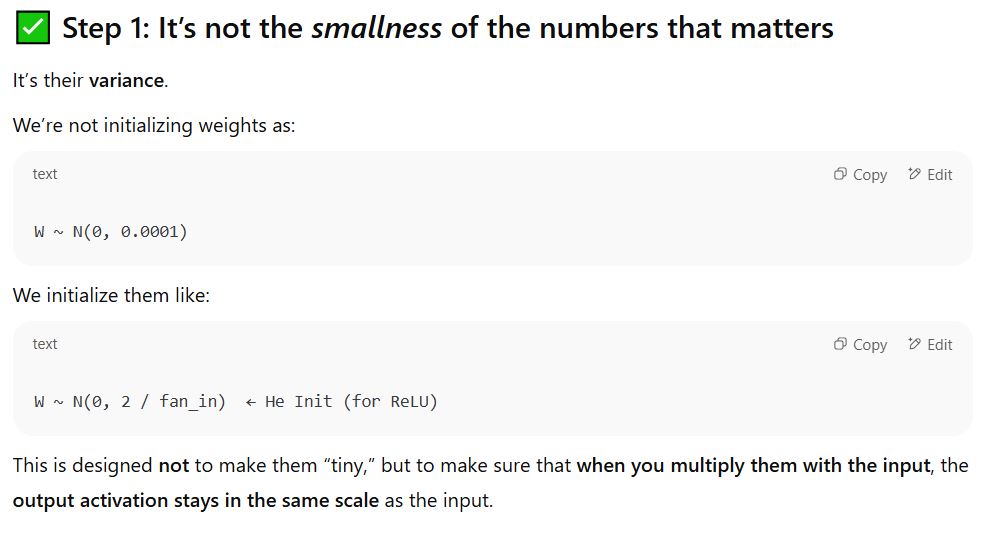 ✅ Step 1: It’s not the smallness of the numbers that matters
It’s their variance.
We’re not initializing weights as:
text Copy Edit
W ~ N(0, 0.0001)
We initialize them like:
text Copy Edit
W ~ N(0, 2 / fan_in) ← He Init (for ReLU)
This is designed not to make them “tiny,” but to make sure that when you multiply them with the input, the
output activation stays in the same scale as the input.